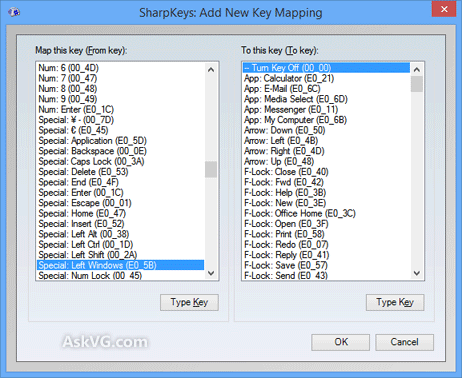 SharpKeys: Add New Key Mapping
Map this key (From key):
Num: 6 (00_4D)
Num: 7 (00_47)
Num: 8 (00_48)
Num: 9 (00_49)
Num: Enter (E0_1C)
Special: ¥ - (00_7D)
Special: € (E0_45)
Special: Application (E0_5D)
Special: Backspace (00_0E)
Special: Caps Lock (00_3A)
Special: Delete (E0_53)
Special: End (E0_4F)
Special: Enter (00_1C)
Special: Escape (00_01)
Special: Home (E0_47)
Special: Insert (E0_52)
Special: Left Alt (00_38)
Special: Left Ctrl (00_1D)
Special: Left Shift (00_2A)
Special: Left Windows (E0_5B)
Special: Num Lock (00_45)
Type Key
To this key (To key):
-- Turn Key Off (00_00)
App: Calculator (E0_21)
App: E-Mail (E0_6C)
App: Media Select (E0_6D)
App: Messenger (E0_11)
App: My Computer (E0_6B)
Arrow: Down (E0_50)
Arrow: Left (E0_4B)
Arrow: Right (E0_4D)
Arrow: Up (E0_48)
F-Lock: Close (E0_40)
F-Lock: Fwd (E0_42)
F-Lock: Help (E0_3B)
F-Lock: New (E0_3E)
F-Lock: Office Home (E0_3C)
F-Lock: Open (E0_3F)
F-Lock: Print (E0_58)
F-Lock: Redo (E0_07)
F-Lock: Reply (E0_41)
F-Lock: Save (E0_57)
F-Lock: Send (E0_43)
Type Key
AskVG.com
OK
Cancel